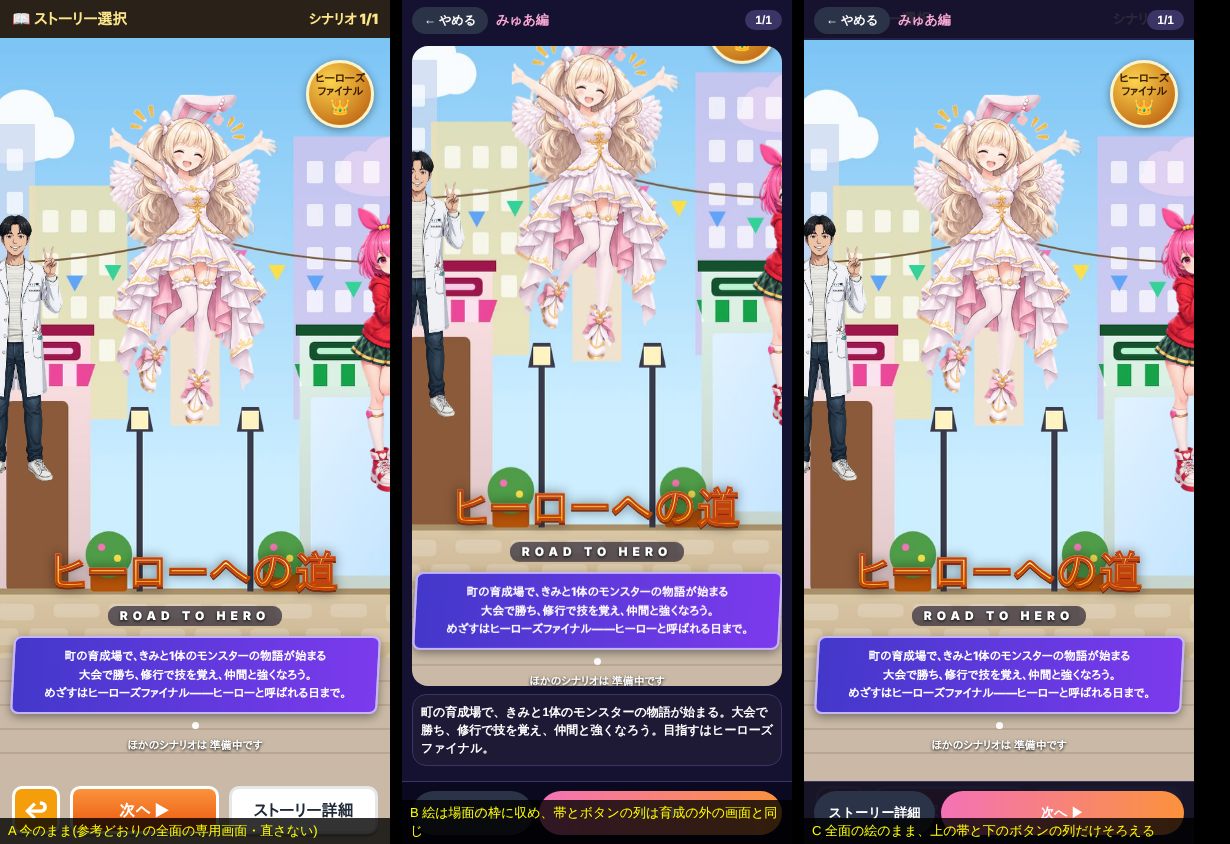 📖 ストーリー選択
シナリオ 1/1
ヒーローズ
ファイナル
ヒーローへの道
ROAD TO HERO
町の育成場で、きみと1体のモンスターの物語が始まる
大会で勝ち、修行で技を覚え、仲間と強くなろう。
めざすはヒーローズファイナル——ヒーローと呼ばれる日まで。
ほかのシナリオは 準備中です
↩
次へ ▶
ストーリー詳細
A 今のまま(参考どおりの全面の専用画面・直さない)
← やめる
みゅあ編
1/1
ヒーローへの道
ROAD TO HERO
町の育成場で、きみと1体のモンスターの物語が始まる
大会で勝ち、修行で技を覚え、仲間と強くなろう。
めざすはヒーローズファイナル——ヒーローと呼ばれる日まで。
ほかのシナリオは 準備中です
町の育成場で、きみと1体のモンスターの物語が始まる。大会で
勝ち、修行で技を覚え、仲間と強くなろう。目指すはヒーローズ
ファイナル。
B 絵は場面の枠に収め、帯とボタンの列は育成の外の画面と同
じ
← やめる
みゅあ編
1/1
ヒーローズ
ファイナル
ヒーローへの道
ROAD TO HERO
町の育成場で、きみと1体のモンスターの物語が始まる
大会で勝ち、修行で技を覚え、仲間と強くなろう。
めざすはヒーローズファイナル——ヒーローと呼ばれる日まで。
ほかのシナリオは 準備中です
ストーリー詳細
次へ ▶
C 全面の絵のまま、上の帯と下のボタンの列だけそろえる